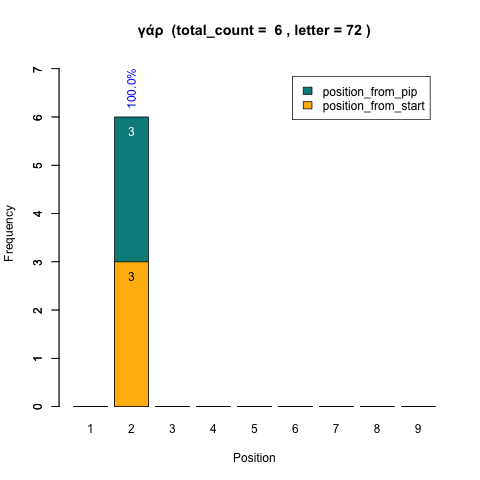 γάρ (total_count = 6 , letter = 72 )
7
6
5
4
3
2
1
0
Frequency
100.0%
3
3
position_from_pip
position_from_start
1 2 3 4 5 6 7 8 9
Position